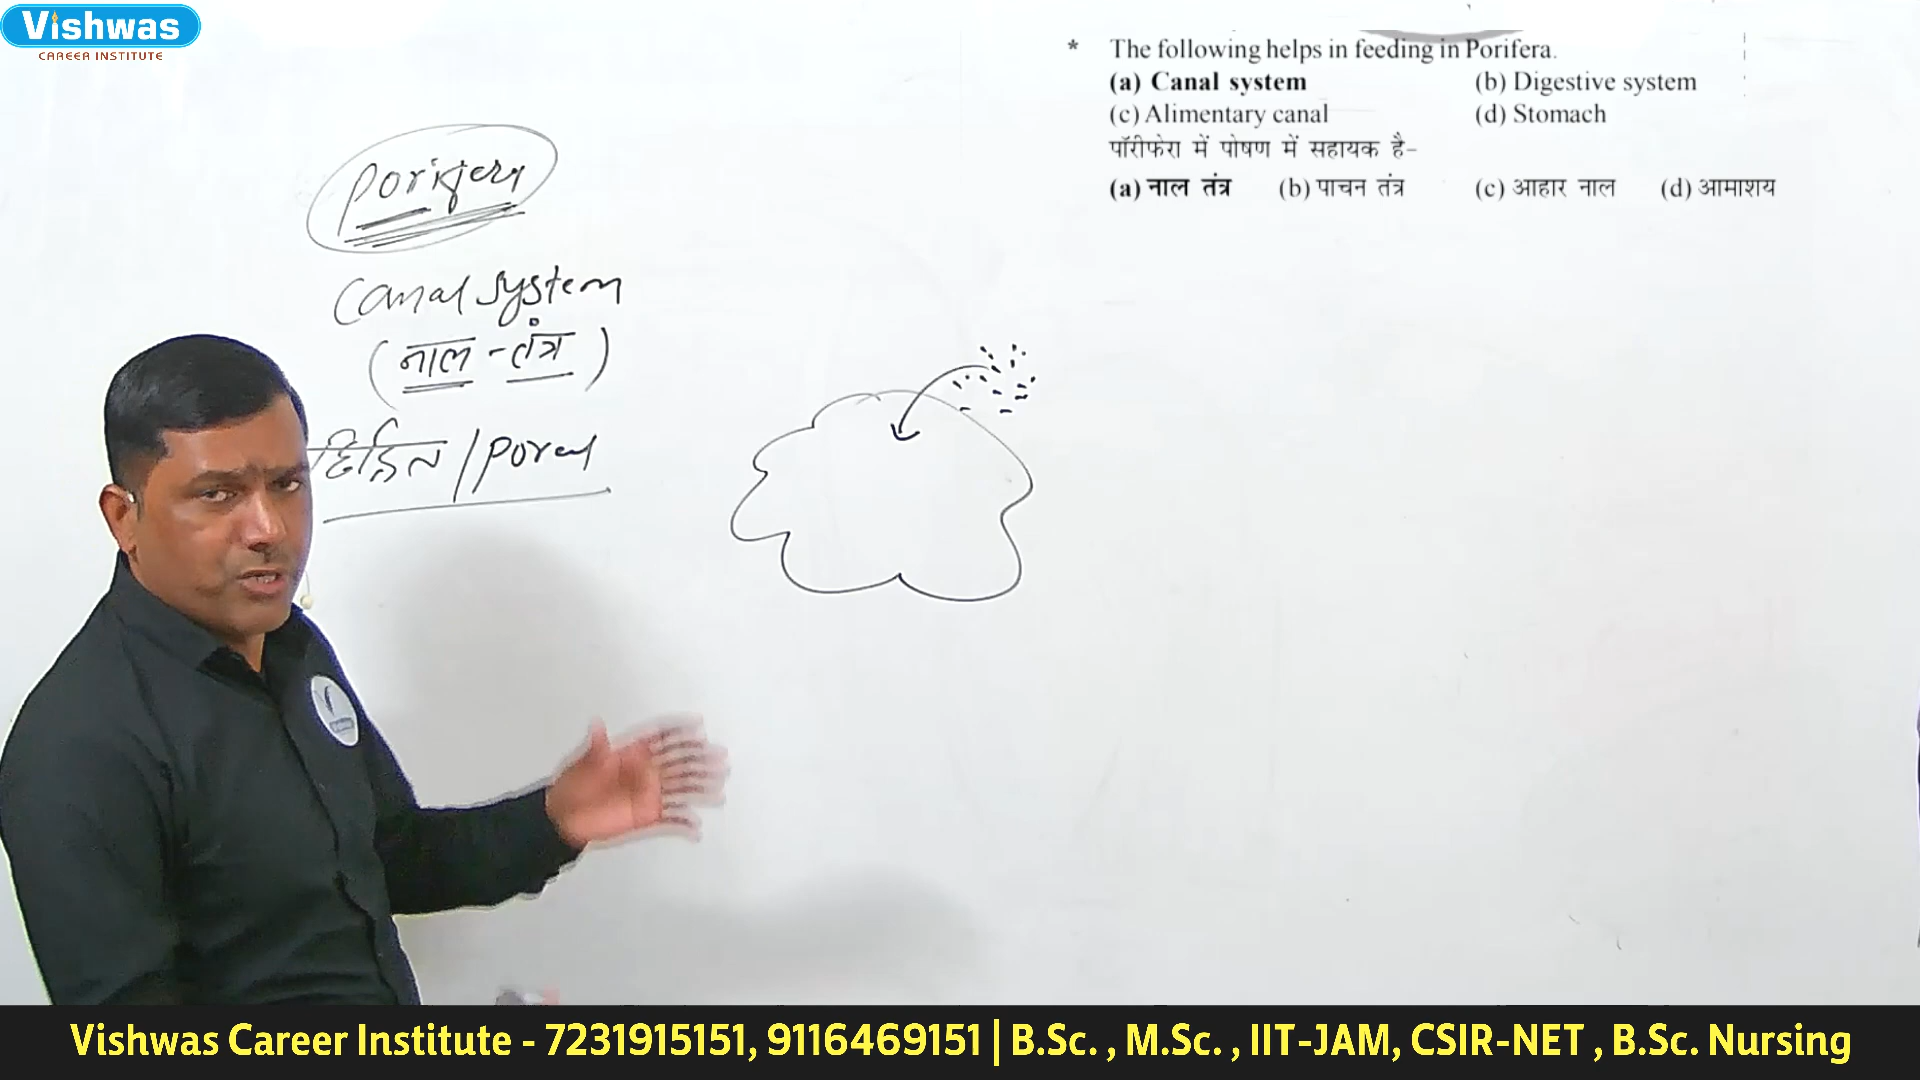 Vishwas
CAREER INSTITUTE
* The following helps in feeding in Porifera.
(a) Canal system (b) Digestive system
(c) Alimentary canal (d) Stomach
पॉरीफेरा में पोषण में सहायक है-
(a) नाल तंत्र (b) पाचन तंत्र (c) आहार नाल (d) आमाशय
Porifera
Canal system
(नाल-तंत्र)
Vishwas Career Institute - 7231915151, 9116469151 | B.Sc. , M.Sc. , IIT-JAM, CSIR-NET , B.Sc. Nursing